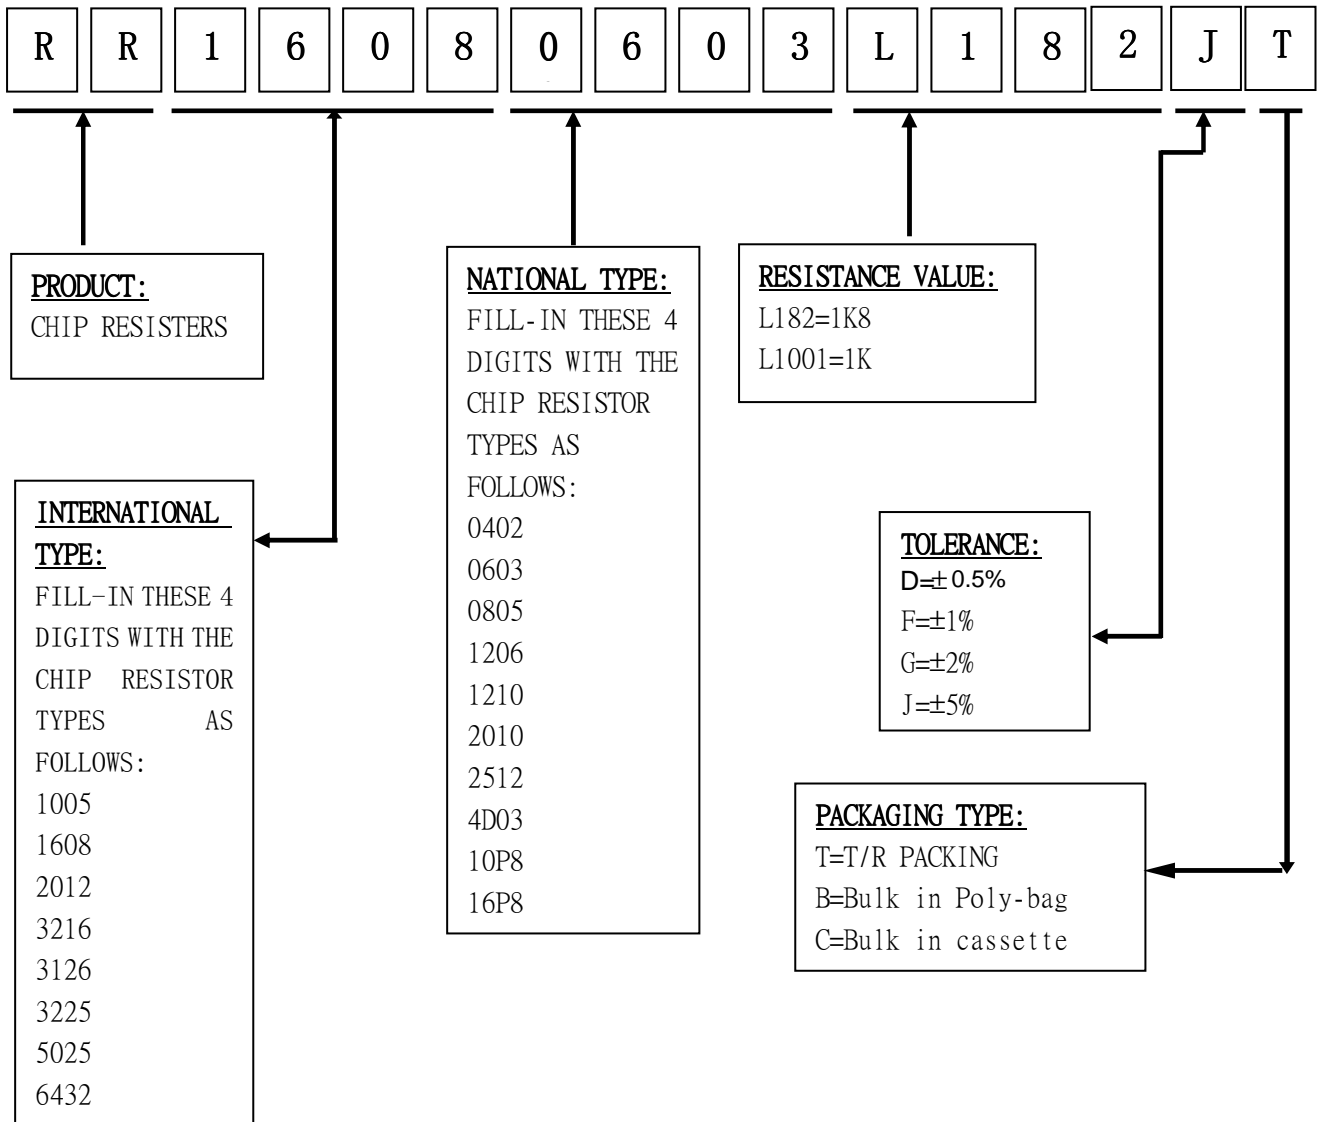 R R 1 6 0 8 0 6 0 3 L 1 8 2 J T
PRODUCT:
CHIP RESISTERS
INTERNATIONAL
TYPE:
FILL-IN THESE 4
DIGITS WITH THE
CHIP RESISTOR
TYPES AS
FOLLOWS:
1005
1608
2012
3216
3126
3225
5025
6432
NATIONAL TYPE:
FILL-IN THESE 4
DIGITS WITH THE
CHIP RESISTOR
TYPES AS
FOLLOWS:
0402
0603
0805
1206
1210
2010
2512
4D03
10P8
16P8
RESISTANCE VALUE:
L182=1K8
L1001=1K
TOLERANCE:
D=± 0.5%
F=±1%
G=±2%
J=±5%
PACKAGING TYPE:
T=T/R PACKING
B=Bulk in Poly-bag
C=Bulk in cassette